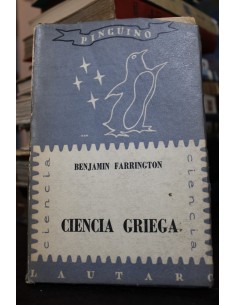 PINGUINO
BENJAMIN FARRINGTON
ciencia
CIENCIA GRIEGA
ciencia
LAUTARO